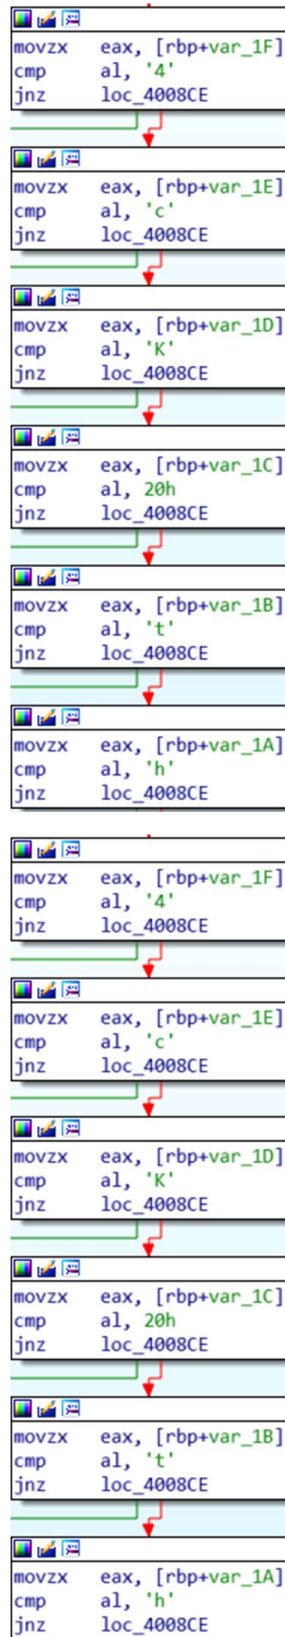 movzx eax, [rbp+var_1F]
cmp al, '4'
jnz loc_4008CE
movzx eax, [rbp+var_1E]
cmp al, 'c'
jnz loc_4008CE
movzx eax, [rbp+var_1D]
cmp al, 'K'
jnz loc_4008CE
movzx eax, [rbp+var_1C]
cmp al, 20h
jnz loc_4008CE
movzx eax, [rbp+var_1B]
cmp al, 't'
jnz loc_4008CE
movzx eax, [rbp+var_1A]
cmp al, 'h'
jnz loc_4008CE
movzx eax, [rbp+var_1F]
cmp al, '4'
jnz loc_4008CE
movzx eax, [rbp+var_1E]
cmp al, 'c'
jnz loc_4008CE
movzx eax, [rbp+var_1D]
cmp al, 'K'
jnz loc_4008CE
movzx eax, [rbp+var_1C]
cmp al, 20h
jnz loc_4008CE
movzx eax, [rbp+var_1B]
cmp al, 't'
jnz loc_4008CE
movzx eax, [rbp+var_1A]
cmp al, 'h'
jnz loc_4008CE